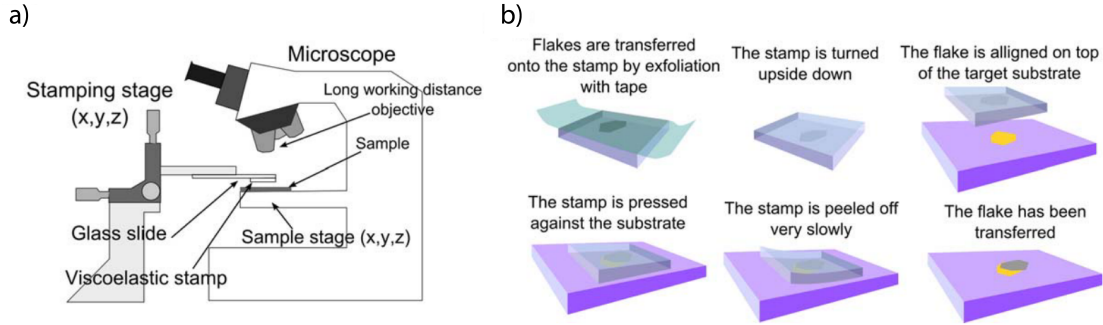 a)
Microscope
Stamping stage
(x,y,z)
Long working distance
objective
Sample
Glass slide
Sample stage (x,y,z)
Viscoelastic stamp
b)
Flakes are transferred
onto the stamp by exfoliation
with tape
The stamp is turned
upside down
The flake is alligned on top
of the target substrate
The stamp is pressed
against the substrate
The stamp is peeled off
very slowly
The flake has been
transferred